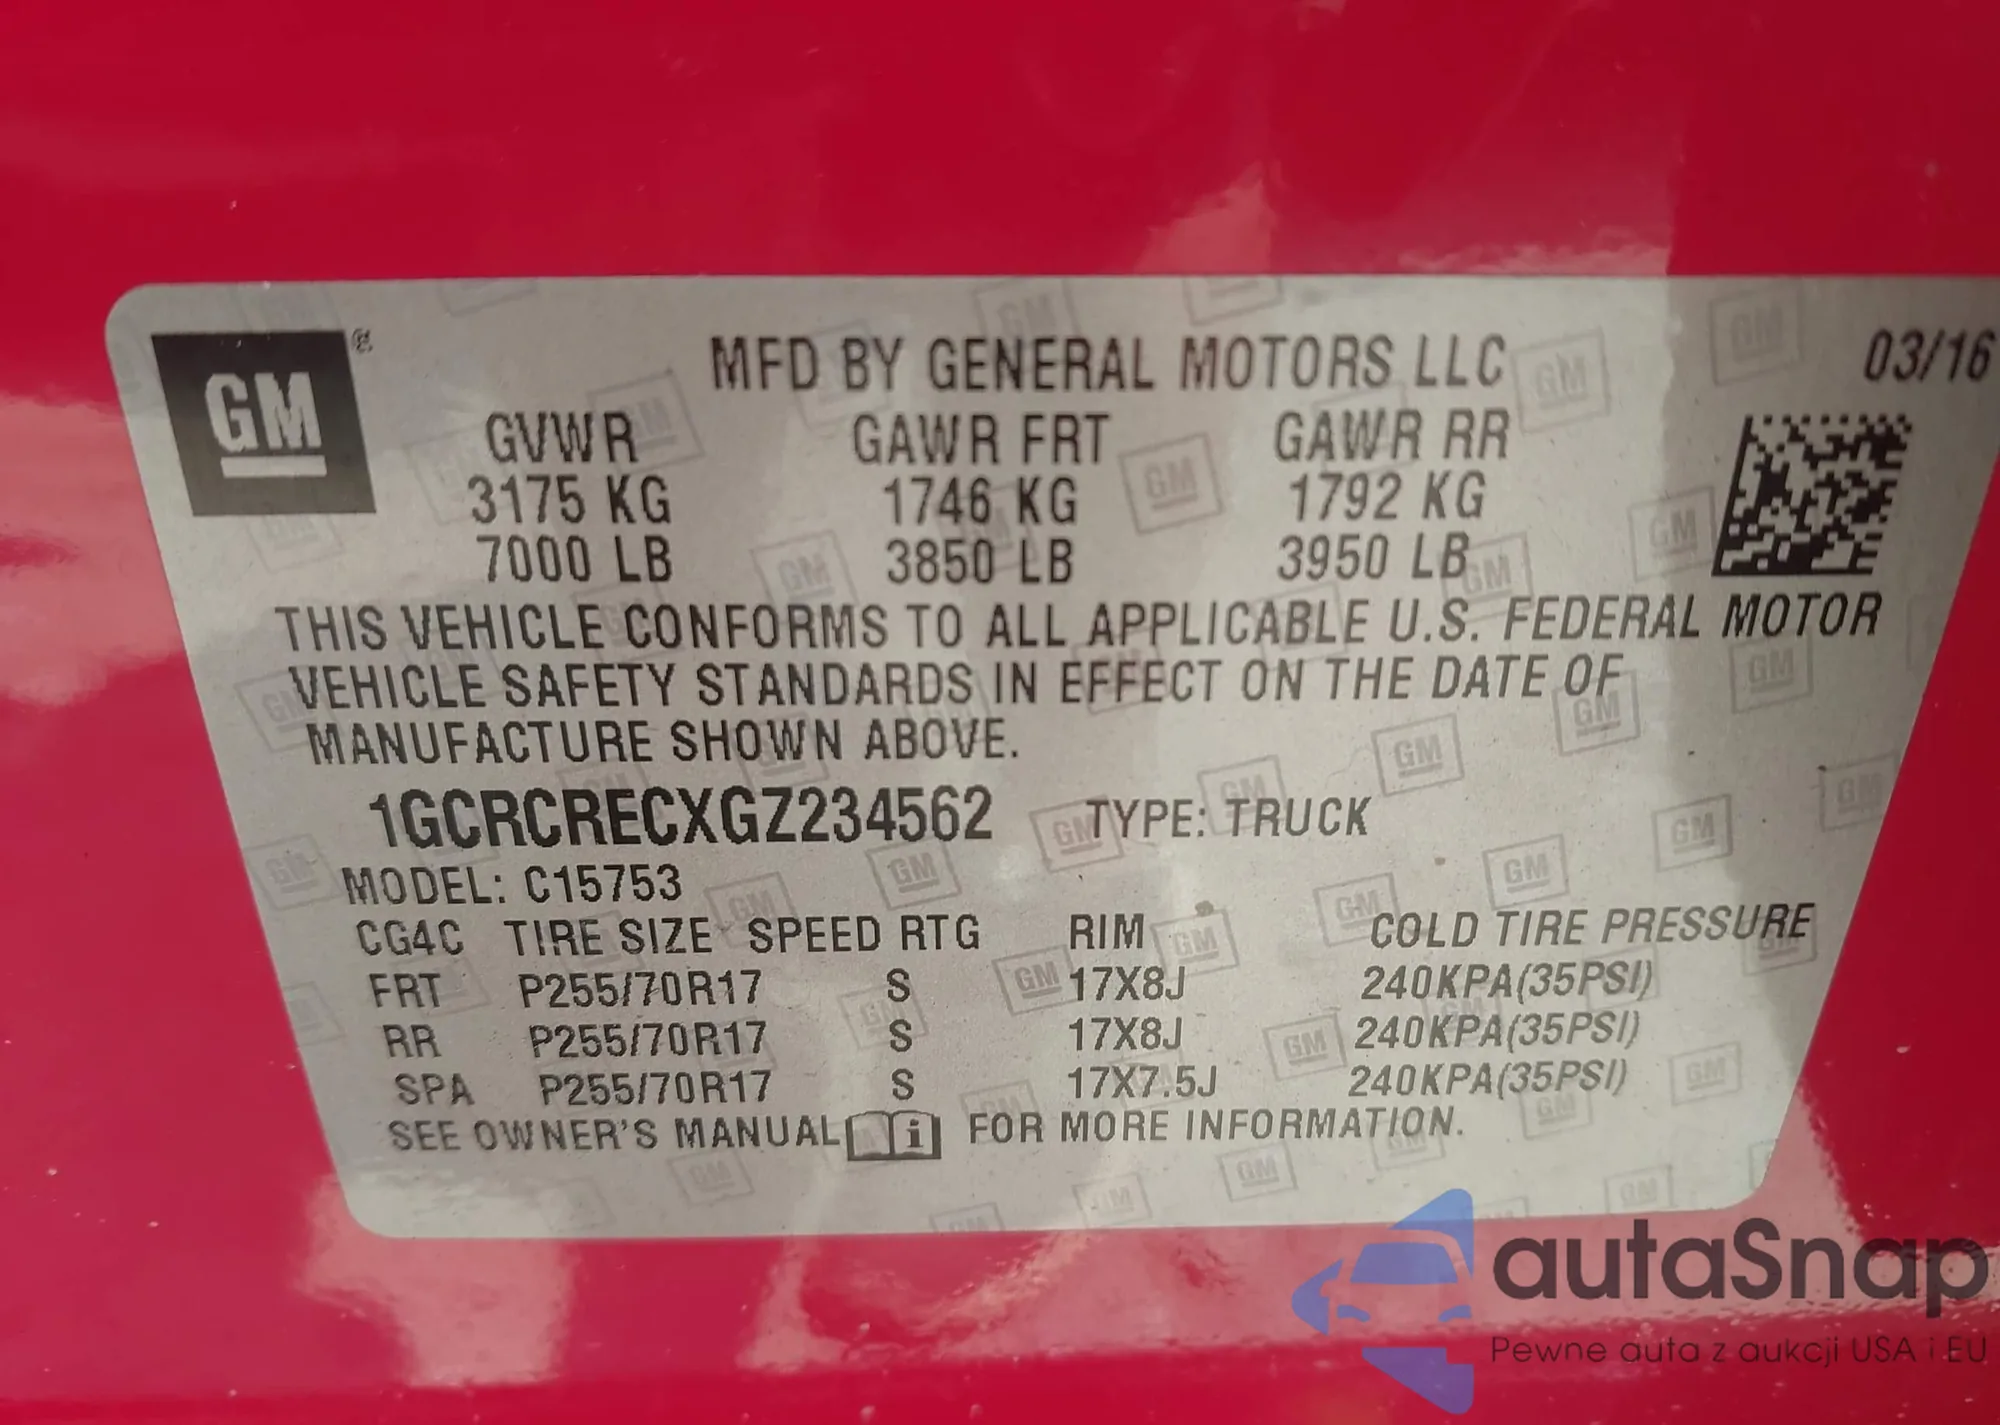 GM®
MFD BY GENERAL MOTORS LLC 03/16
GVWR GAWR FRT GAWR RR
3175 KG 1746 KG 1792 KG
7000 LB 3850 LB 3950 LB
THIS VEHICLE CONFORMS TO ALL APPLICABLE U.S. FEDERAL MOTOR
VEHICLE SAFETY STANDARDS IN EFFECT ON THE DATE OF
MANUFACTURE SHOWN ABOVE.
1GCRCRECXGZ234562 TYPE: TRUCK
MODEL: C15753
CG4C TIRE SIZE SPEED RTG RIM COLD TIRE PRESSURE
FRT P255/70R17 S 17X8J 240KPA(35PSI)
RR P255/70R17 S 17X8J 240KPA(35PSI)
SPA P255/70R17 S 17X7.5J 240KPA(35PSI)
SEE OWNER'S MANUAL i FOR MORE INFORMATION.
autaSnap
Pewne auta z aukcji USA i EU